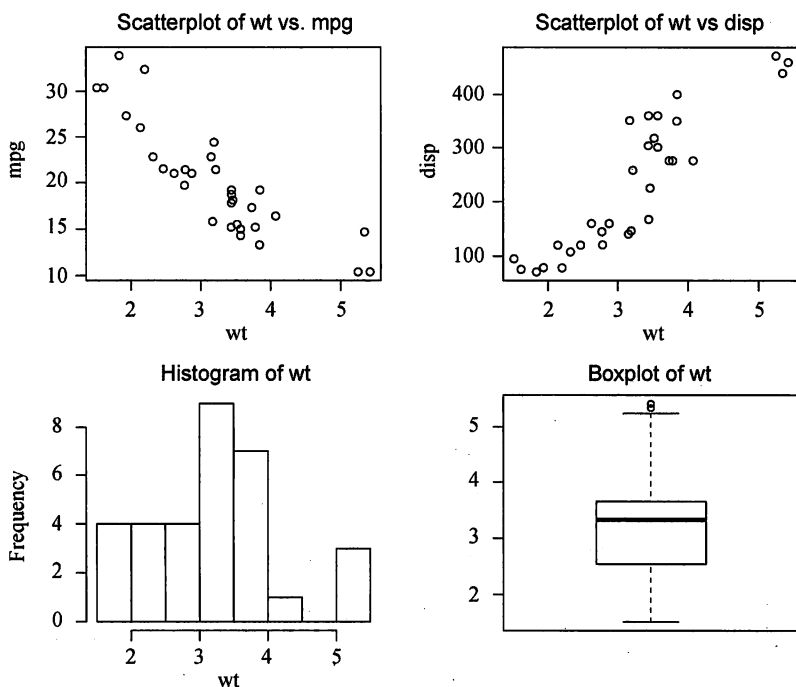 Scatterplot of wt vs. mpg
mpg
30
25
20
15
10
2 3 4 5
wt
Scatterplot of wt vs disp
disp
400
300
200
100
2 3 4 5
wt
Histogram of wt
Frequency
8
6
4
2
0
2 3 4 5
wt
Boxplot of wt
5
4
3
2